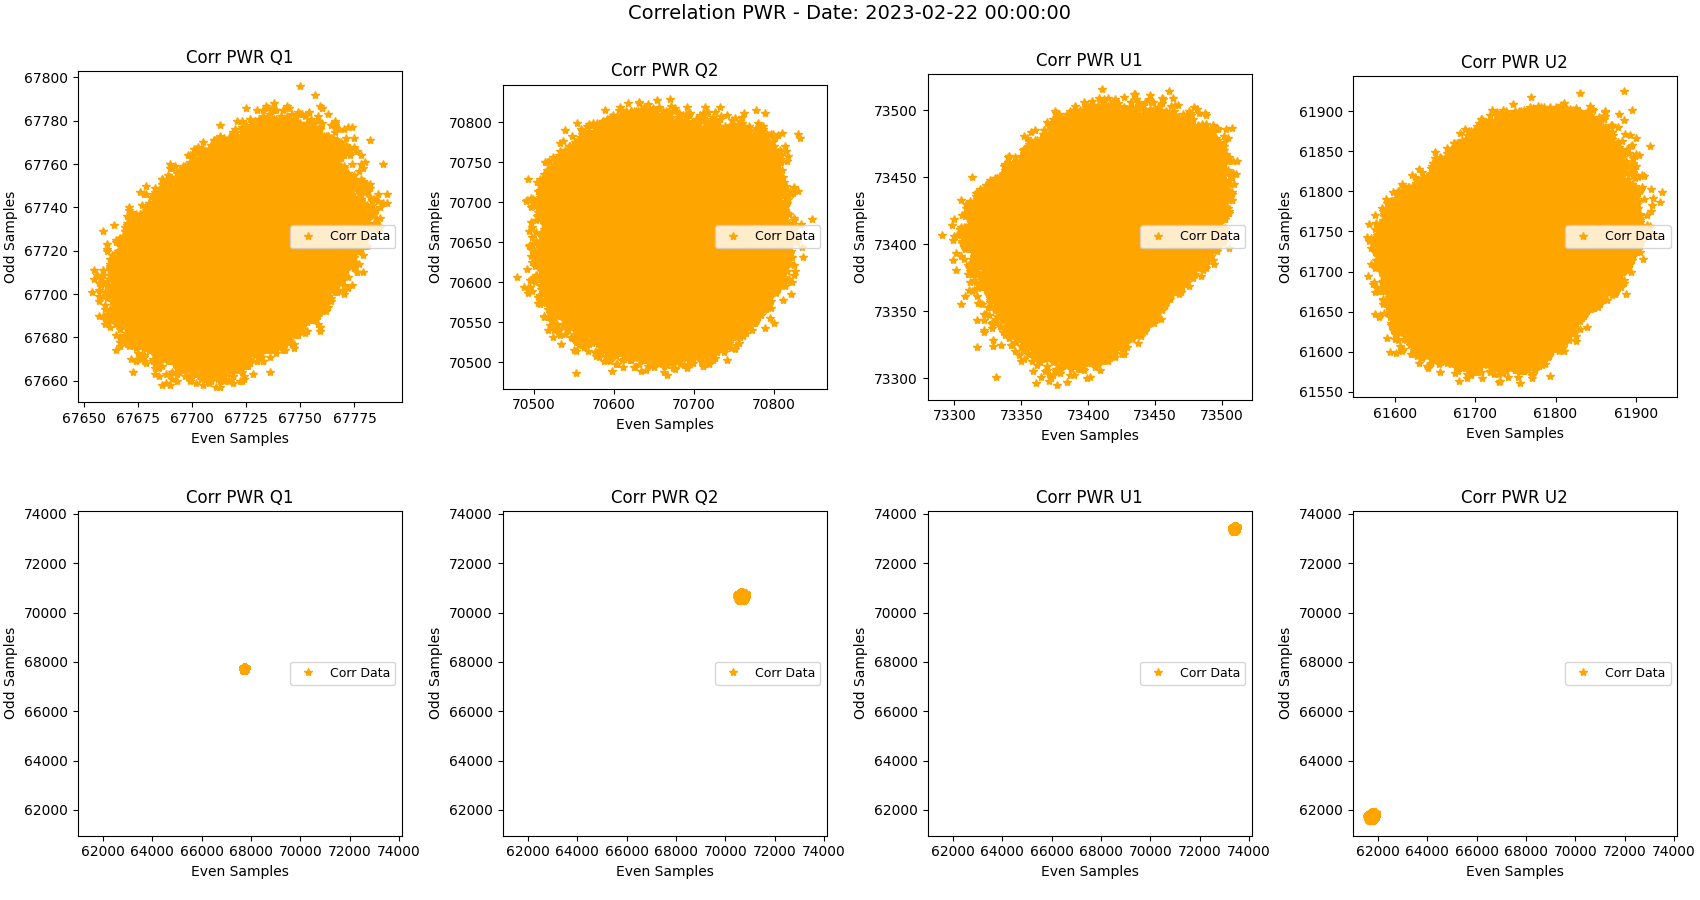 Correlation PWR - Date: 2023-02-22 00:00:00
Corr PWR Q1
67800
67780
67760
67740
67720
67700
67680
67660
Odd Samples
67650 67675 67700 67725 67750 67775
Even Samples
Corr Data
Corr PWR Q2
70800
70750
70700
70650
70600
70550
70500
Odd Samples
70500 70600 70700 70800
Even Samples
Corr Data
Corr PWR U1
73500
73450
73400
73350
73300
Odd Samples
73300 73350 73400 73450 73500
Even Samples
Corr Data
Corr PWR U2
61900
61850
61800
61750
61700
61650
61600
61550
Odd Samples
61600 61700 61800 61900
Even Samples
Corr Data
Corr PWR Q1
74000
72000
70000
68000
66000
64000
62000
Odd Samples
62000 64000 66000 68000 70000 72000 74000
Even Samples
Corr Data
Corr PWR Q2
74000
72000
70000
68000
66000
64000
62000
Odd Samples
62000 64000 66000 68000 70000 72000 74000
Even Samples
Corr Data
Corr PWR U1
74000
72000
70000
68000
66000
64000
62000
Odd Samples
62000 64000 66000 68000 70000 72000 74000
Even Samples
Corr Data
Corr PWR U2
74000
72000
70000
68000
66000
64000
62000
Odd Samples
62000 64000 66000 68000 70000 72000 74000
Even Samples
Corr Data